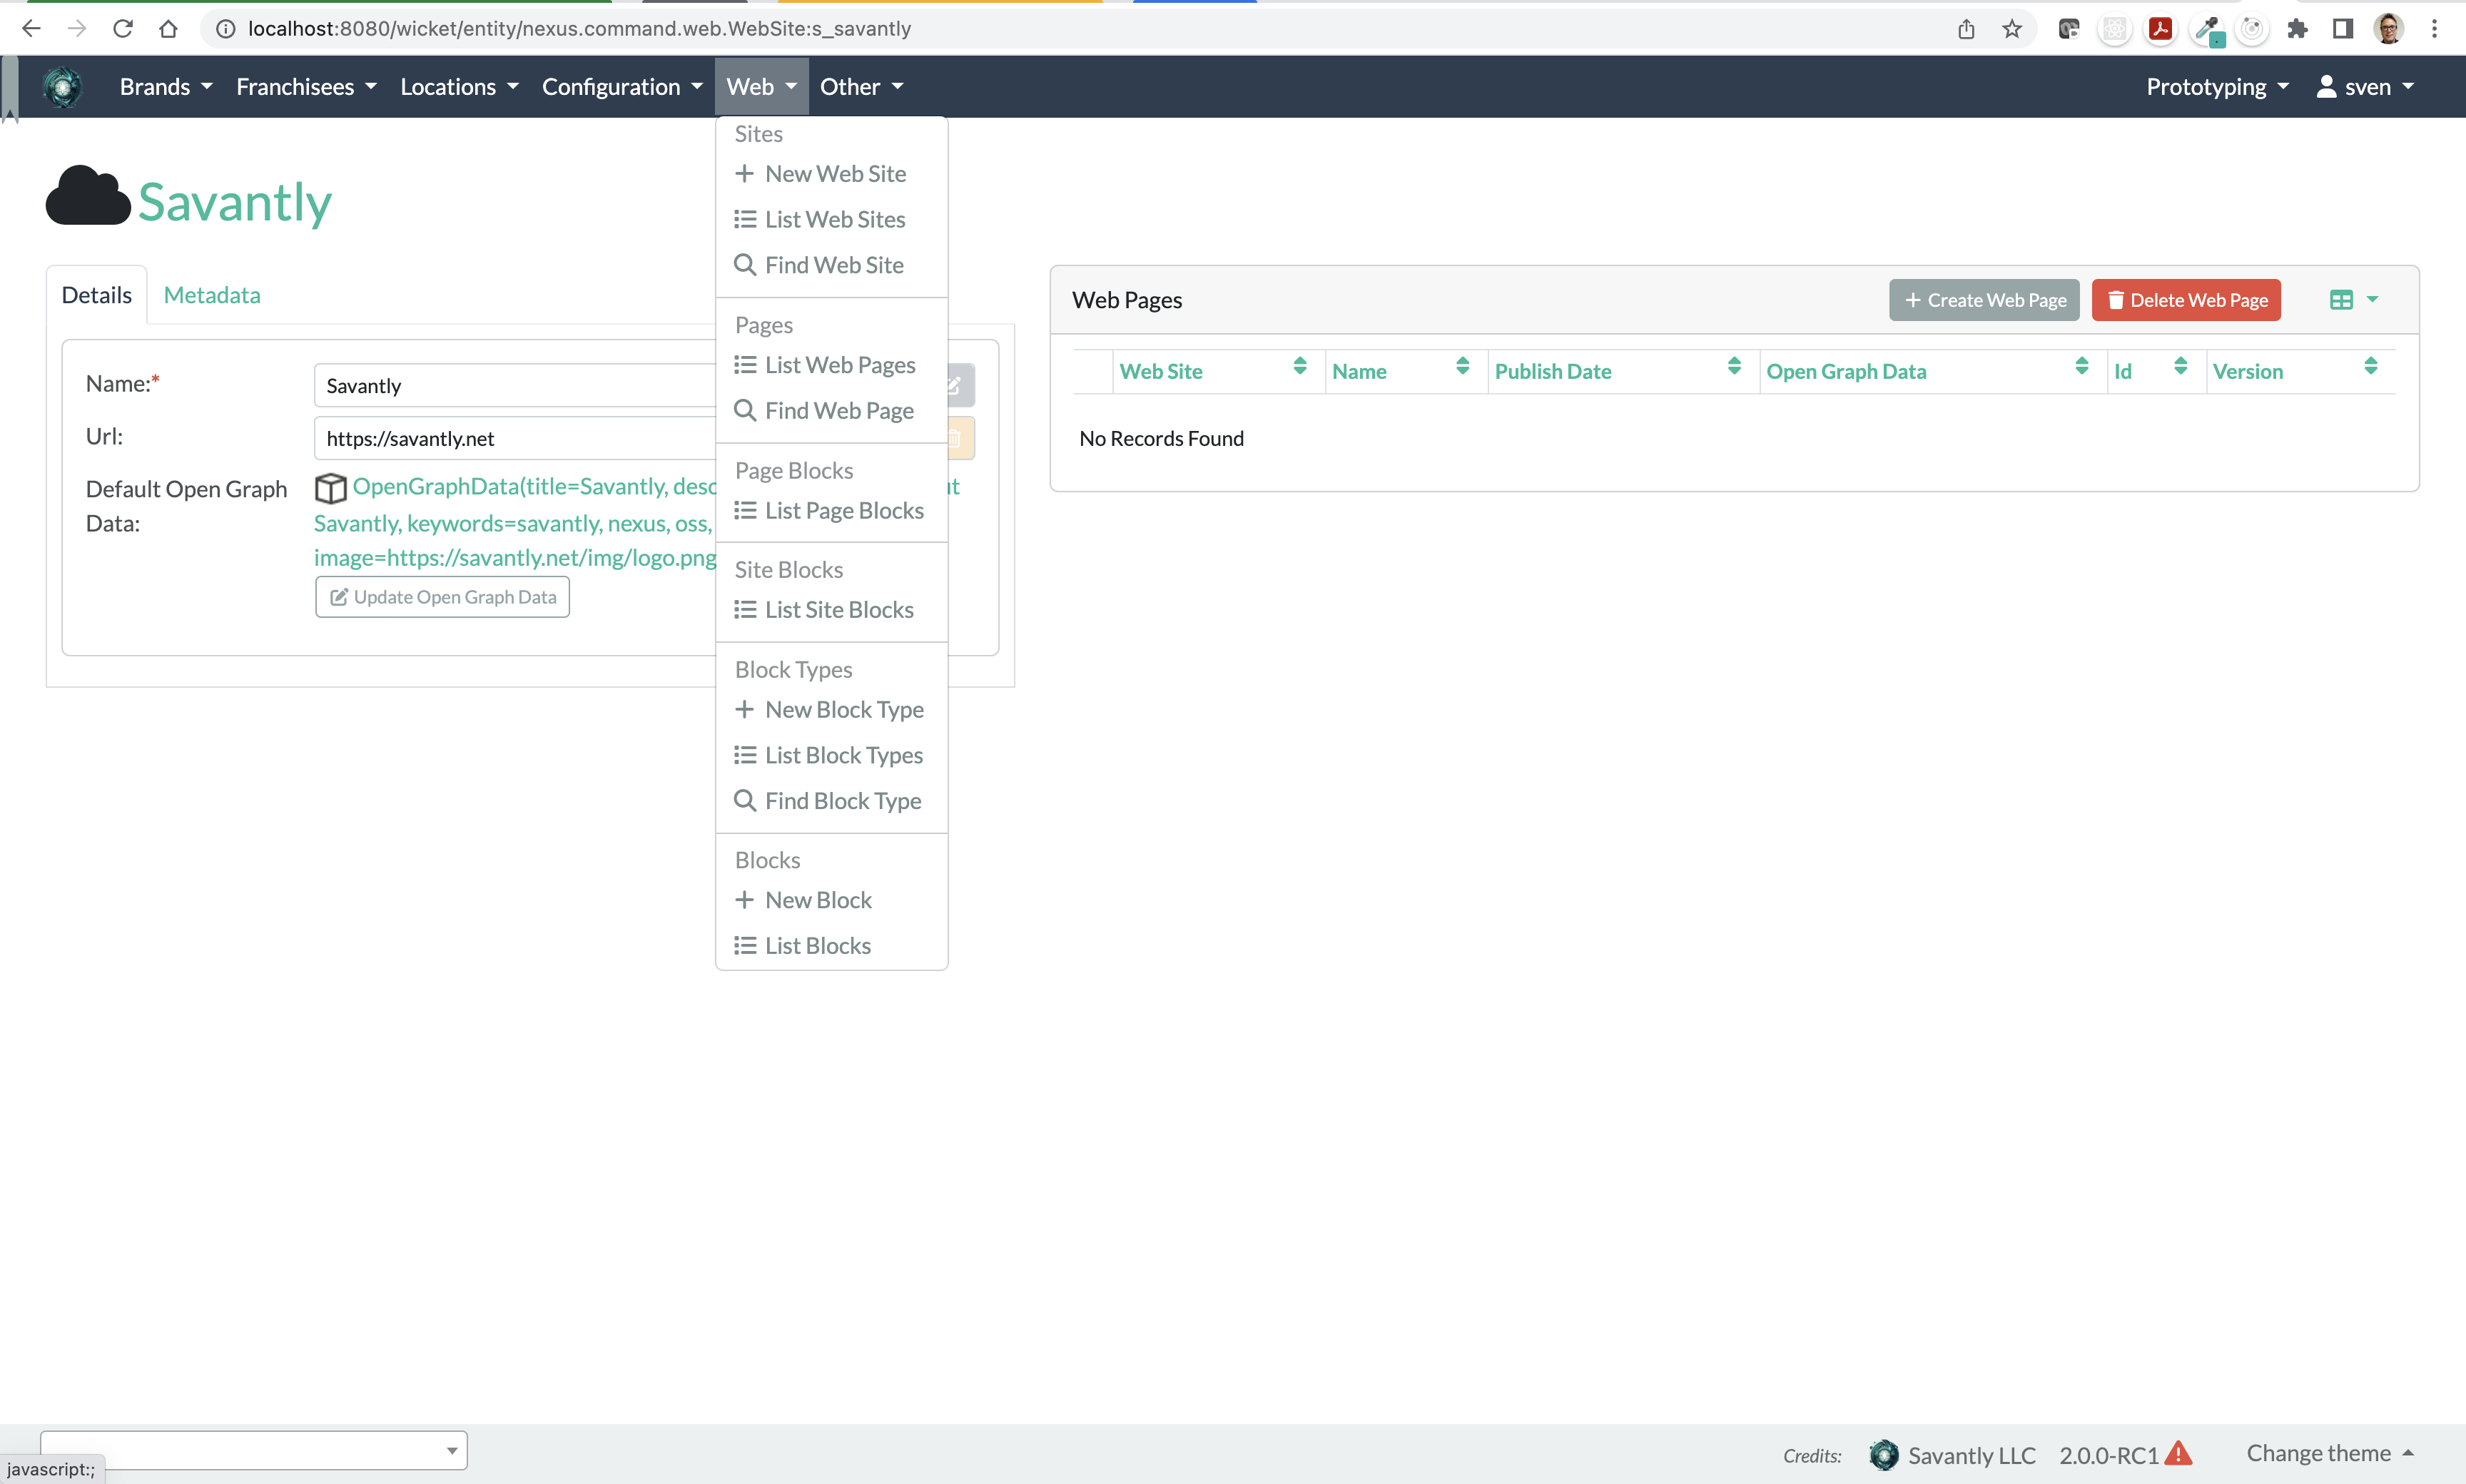 localhost:8080/wicket/entity/nexus.command.web.WebSite:s_savantly
Brands Franchisees Locations Configuration Web Other Prototyping sven
Savantly
Sites
New Web Site
List Web Sites
Find Web Site
Pages
List Web Pages
Find Web Page
Page Blocks
List Page Blocks
Site Blocks
List Site Blocks
Block Types
New Block Type
List Block Types
Find Block Type
Blocks
New Block
List Blocks
Details Metadata
Name:* Savantly
Url: https://savantly.net
Default Open Graph Data: OpenGraphData(title=Savantly, desc
Savantly, keywords=savantly, nexus, oss,
image=https://savantly.net/img/logo.png
Update Open Graph Data
Web Pages Create Web Page Delete Web Page
Web Site Name Publish Date Open Graph Data Id Version
No Records Found
javascript:;
Credits: Savantly LLC 2.0.0-RC1 Change theme